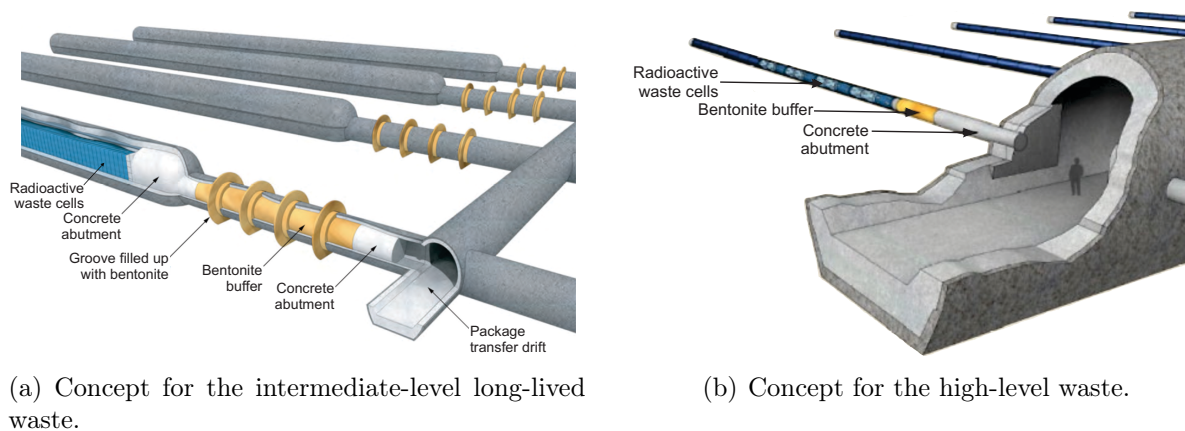 Radioactive
waste cells
Concrete
abutment
Groove filled up
with bentonite
Bentonite
buffer
Concrete
abutment
Package
transfer drift
(a) Concept for the intermediate-level long-lived
waste.
Radioactive
waste cells
Bentonite buffer
Concrete
abutment
(b) Concept for the high-level waste.